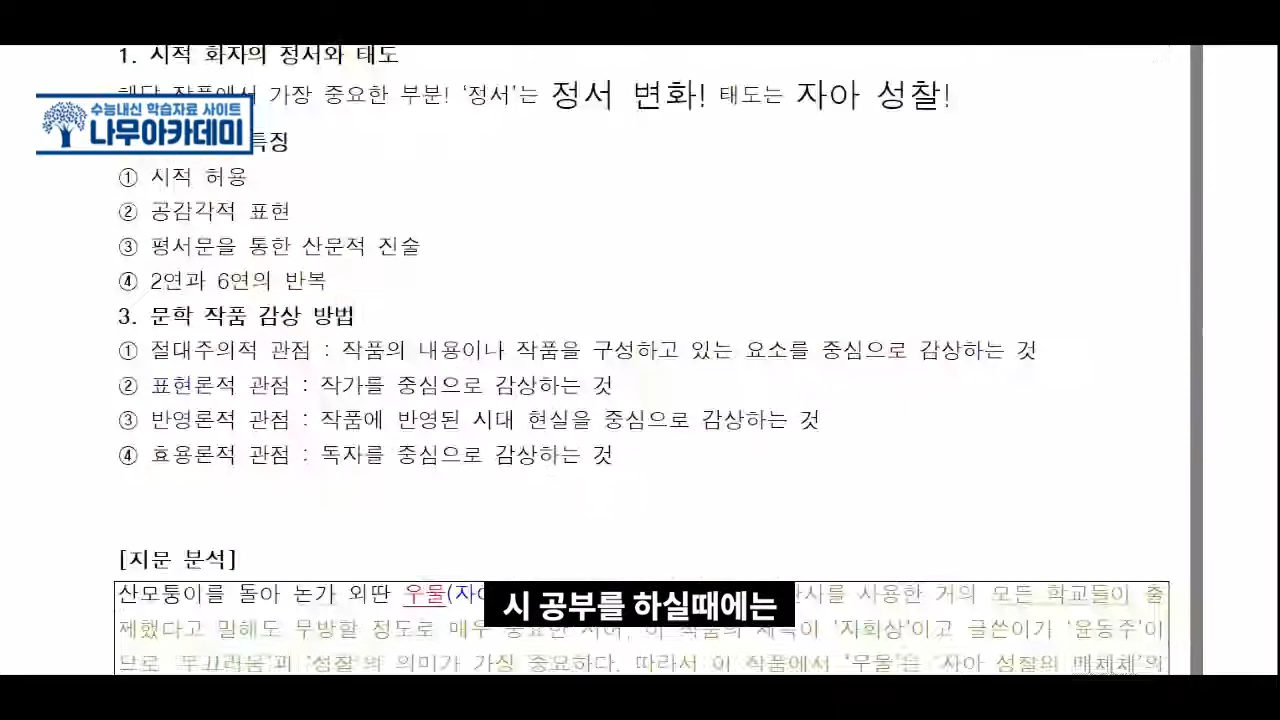 1. 시적 화자의 정서와 태도
해당 작품에서 가장 중요한 부분! '정서'는 정서 변화! 태도는 자아 성찰!
수능내신 학습자료 사이트
나무아카데미
특징
① 시적 허용
② 공감각적 표현
③ 평서문을 통한 산문적 진술
④ 2연과 6연의 반복
3. 문학 작품 감상 방법
① 절대주의적 관점 : 작품의 내용이나 작품을 구성하고 있는 요소를 중심으로 감상하는 것
② 표현론적 관점 : 작가를 중심으로 감상하는 것
③ 반영론적 관점 : 작품에 반영된 시대 현실을 중심으로 감상하는 것
④ 효용론적 관점 : 독자를 중심으로 감상하는 것
[지문 분석]
산모퉁이를 돌아 논가 외딴 우물(자 사용한 거의 모든 학교들이 출
시 공부를 하실때에는
제했다고 말해도 무방할 정도로 매우 중요한 시어, 이 작품의 제목이 '자화상'이고 글쓴이가 '윤동주'이
므로 '부끄러움'과 '성찰'의 의미가 가장 중요하다. 따라서 이 작품에서 '우물'은 '자아 성찰의 매체체'의